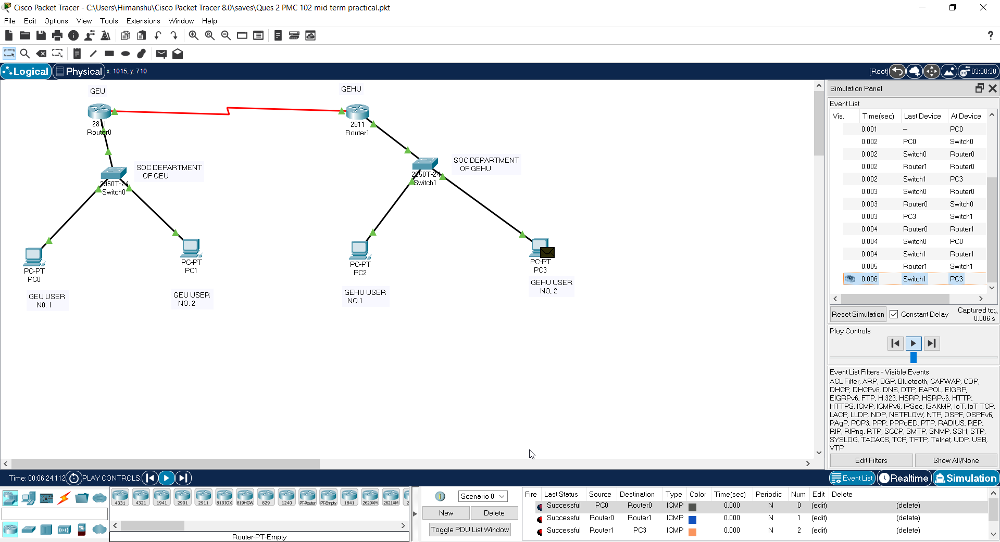 Cisco Packet Tracer - C:\Users\Himanshu\Cisco Packet Tracer 8.0\saves\Ques 2 PMC 102 mid term practical.pkt
File Edit Options View Tools Extensions Window Help
?
Logical Physical x: 1015, y: 710 [Root] 03:38:30
GEU
2811
Router0
GEHU
2811
Router1
SOC DEPARTMENT
OF GEU
2950T-24
Switch0
SOC DEPARTMENT
OF GEHU
2950T-24
Switch1
PC-PT
PC0
GEU USER
N0. 1
PC-PT
PC1
GEU USER
NO. 2
PC-PT
PC2
GEHU USER
NO.1
PC-PT
PC3
GEHU USER
NO, 2
Simulation Panel
Event List
Vis. Time(sec) Last Device At Device
0.001 -- PC0
0.002 PC0 Switch0
0.002 Switch0 Router0
0.002 Router1 Router0
0.002 Switch1 PC3
0.003 Switch0 Router0
0.003 Router0 Switch0
0.003 PC3 Switch1
0.004 Router0 Router1
0.004 Switch0 PC0
0.004 Switch1 Router1
0.005 Router1 Switch1
0.006 Switch1 PC3
Reset Simulation Constant Delay Captured to:
0.006 s
Play Controls
Event List Filters - Visible Events
ACL Filter, ARP, BGP, Bluetooth, CAPWAP, CDP,
DHCP, DHCPv6, DNS, DTP, EAPOL, EIGRP,
EIGRPv6, FTP, H.323, HSRP, HSRPv6, HTTP,
HTTPS, ICMP, ICMPv6, IPSec, ISAKMP, IoT, IoT TCP,
LACP, LLDP, NDP, NETFLOW, NTP, OSPF, OSPFv6,
PAgP, POP3, PPP, PPPoED, PTP, RADIUS, REP,
RIP, RIPng, RTP, SCCP, SMTP, SNMP, SSH, STP,
SYSLOG, TACACS, TCP, TFTP, Telnet, UDP, USB,
VTP
Edit Filters Show All/None
Time: 00:06:24.112 PLAY CONTROLS: Event List Realtime Simulation
4331 4321 1941 2901 2911 819IOX 819HGW 829 1240 PT-Router PT-Empty 1841 2620XM 2621XM 2
Router-PT-Empty
1 Scenario 0
New Delete
Toggle PDU List Window
Fire Last Status Source Destination Type Color Time(sec) Periodic Num Edit Delete
Successful PC0 Router0 ICMP 0.000 N 0 (edit) (delete)
Successful Router0 Router1 ICMP 0.000 N 1 (edit) (delete)
Successful Router1 PC3 ICMP 0.000 N 2 (edit) (delete)